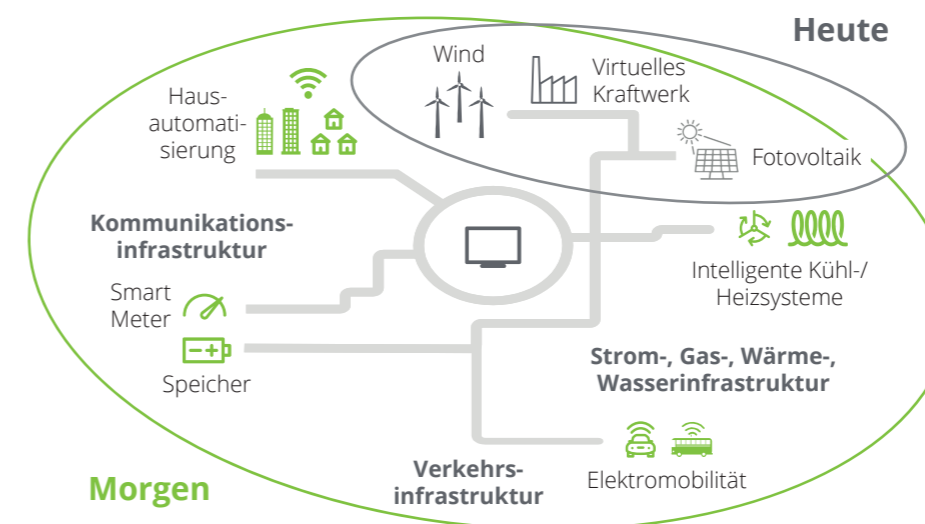 Heute
Wind
Virtuelles
Kraftwerk
Haus-
automati-
sierung
Fotovoltaik
Kommunikations-
infrastruktur
Intelligente Kühl-/
Heizsysteme
Smart
Meter
Speicher
Strom-, Gas-, Wärme-,
Wasserinfrastruktur
Verkehrs-
infrastruktur
Elektromobilität
Morgen